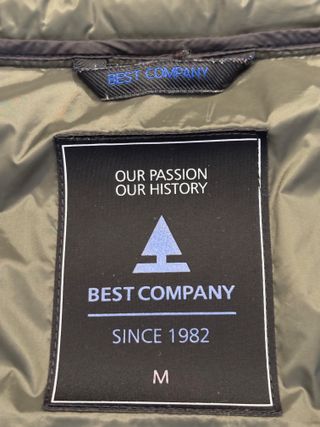 BEST COMPANY
OUR PASSION
OUR HISTORY
BEST COMPANY
SINCE 1982
M